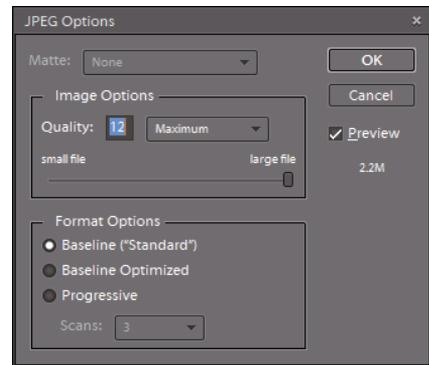 JPEG Options ×
Matte: None
OK
Image Options
Cancel
Quality: 12 Maximum
Preview
small file large file
2.2M
Format Options
Baseline ("Standard")
Baseline Optimized
Progressive
Scans: 3